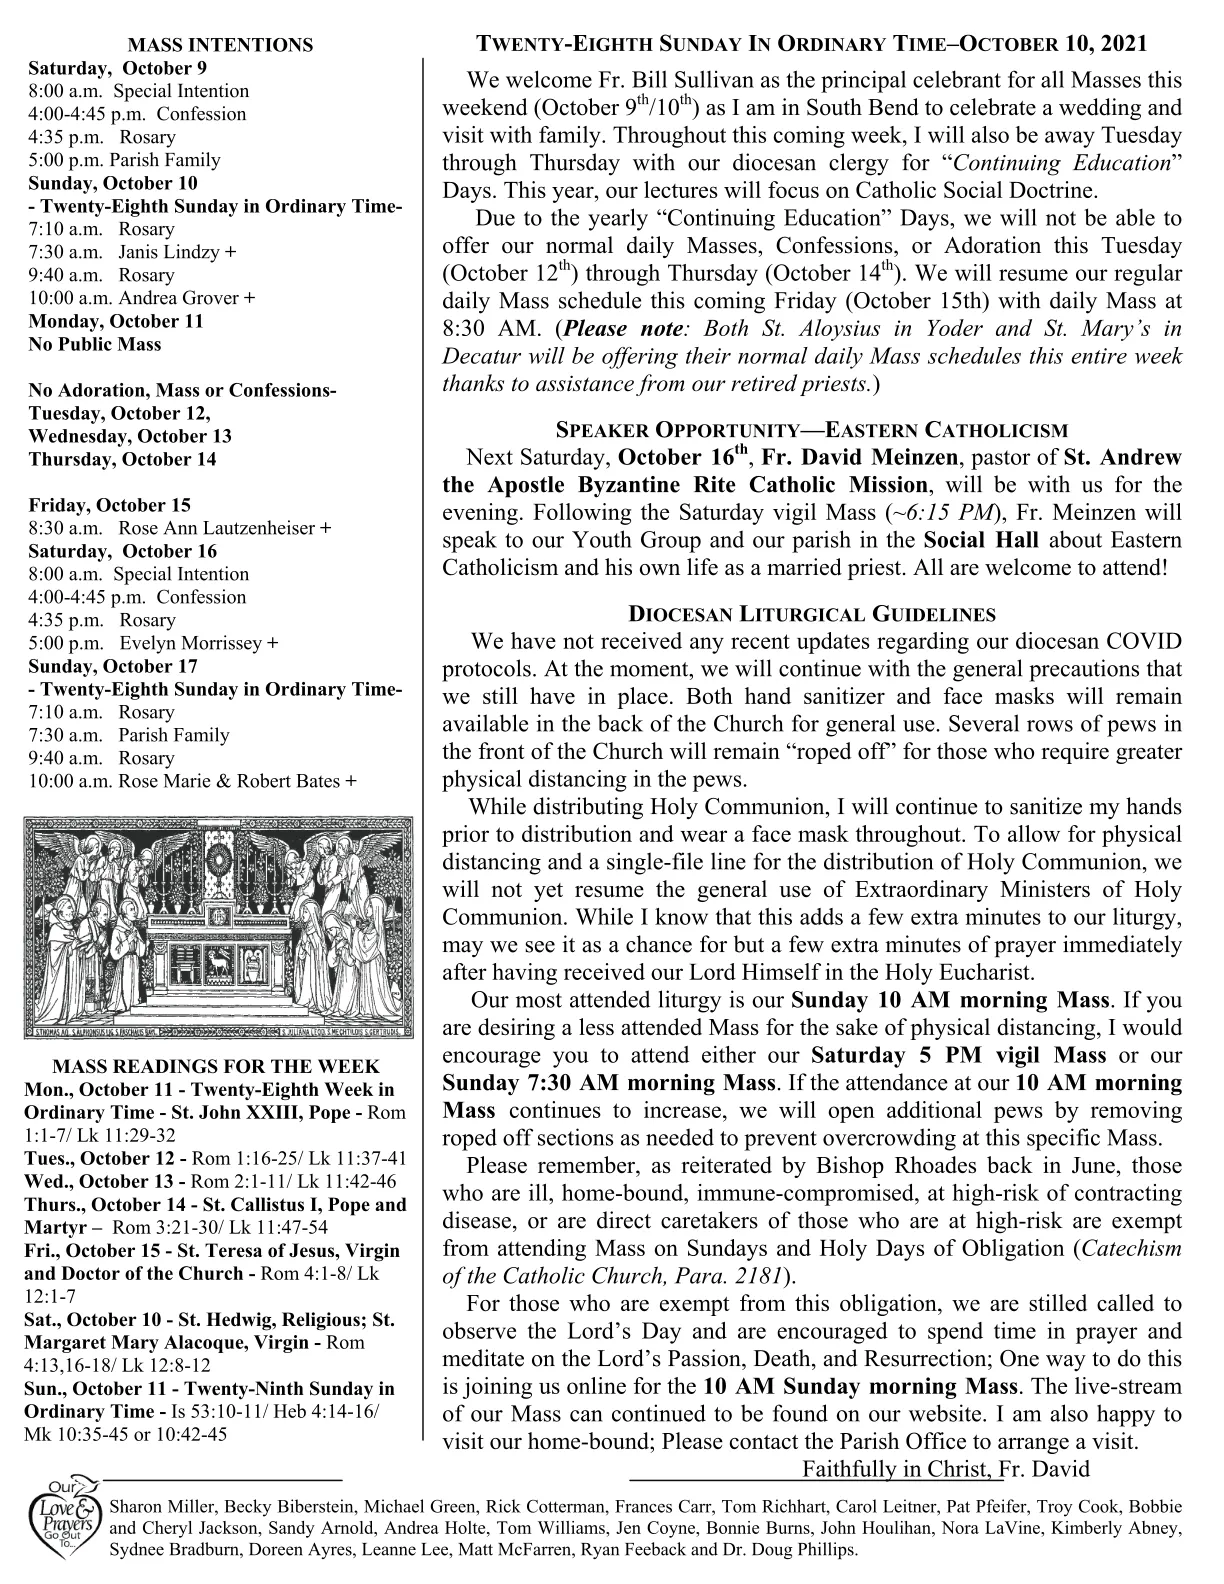 MASS INTENTIONS
Saturday, October 9
8:00 a.m. Special Intention
4:00-4:45 p.m. Confession
4:35 p.m. Rosary
5:00 p.m. Parish Family
Sunday, October 10
- Twenty-Eighth Sunday in Ordinary Time-
7:10 a.m. Rosary
7:30 a.m. Janis Lindzy +
9:40 a.m. Rosary
10:00 a.m. Andrea Grover +
Monday, October 11
No Public Mass
No Adoration, Mass or Confessions-
Tuesday, October 12,
Wednesday, October 13
Thursday, October 14
Friday, October 15
8:30 a.m. Rose Ann Lautzenheiser +
Saturday, October 16
8:00 a.m. Special Intention
4:00-4:45 p.m. Confession
4:35 p.m. Rosary
5:00 p.m. Evelyn Morrissey +
Sunday, October 17
- Twenty-Eighth Sunday in Ordinary Time-
7:10 a.m. Rosary
7:30 a.m. Parish Family
9:40 a.m. Rosary
10:00 a.m. Rose Marie & Robert Bates +
S. THOMAS AQ. S. ALPHONSUS LIG. S. PASCHALIS BAYL. S. JULIANA LEOD. S. MECHTILDIS S. GERTRUDIS.
MASS READINGS FOR THE WEEK
Mon., October 11 - Twenty-Eighth Week in
Ordinary Time - St. John XXIII, Pope - Rom
1:1-7/ Lk 11:29-32
Tues., October 12 - Rom 1:16-25/ Lk 11:37-41
Wed., October 13 - Rom 2:1-11/ Lk 11:42-46
Thurs., October 14 - St. Callistus I, Pope and
Martyr – Rom 3:21-30/ Lk 11:47-54
Fri., October 15 - St. Teresa of Jesus, Virgin
and Doctor of the Church - Rom 4:1-8/ Lk
12:1-7
Sat., October 10 - St. Hedwig, Religious; St.
Margaret Mary Alacoque, Virgin - Rom
4:13,16-18/ Lk 12:8-12
Sun., October 11 - Twenty-Ninth Sunday in
Ordinary Time - Is 53:10-11/ Heb 4:14-16/
Mk 10:35-45 or 10:42-45
TWENTY-EIGHTH SUNDAY IN ORDINARY TIME–OCTOBER 10, 2021
We welcome Fr. Bill Sullivan as the principal celebrant for all Masses this
weekend (October 9th/10th) as I am in South Bend to celebrate a wedding and
visit with family. Throughout this coming week, I will also be away Tuesday
through Thursday with our diocesan clergy for “Continuing Education”
Days. This year, our lectures will focus on Catholic Social Doctrine.
Due to the yearly “Continuing Education” Days, we will not be able to
offer our normal daily Masses, Confessions, or Adoration this Tuesday
(October 12th) through Thursday (October 14th). We will resume our regular
daily Mass schedule this coming Friday (October 15th) with daily Mass at
8:30 AM. (Please note: Both St. Aloysius in Yoder and St. Mary’s in
Decatur will be offering their normal daily Mass schedules this entire week
thanks to assistance from our retired priests.)
SPEAKER OPPORTUNITY—EASTERN CATHOLICISM
Next Saturday, October 16th, Fr. David Meinzen, pastor of St. Andrew
the Apostle Byzantine Rite Catholic Mission, will be with us for the
evening. Following the Saturday vigil Mass (~6:15 PM), Fr. Meinzen will
speak to our Youth Group and our parish in the Social Hall about Eastern
Catholicism and his own life as a married priest. All are welcome to attend!
DIOCESAN LITURGICAL GUIDELINES
We have not received any recent updates regarding our diocesan COVID
protocols. At the moment, we will continue with the general precautions that
we still have in place. Both hand sanitizer and face masks will remain
available in the back of the Church for general use. Several rows of pews in
the front of the Church will remain “roped off” for those who require greater
physical distancing in the pews.
While distributing Holy Communion, I will continue to sanitize my hands
prior to distribution and wear a face mask throughout. To allow for physical
distancing and a single-file line for the distribution of Holy Communion, we
will not yet resume the general use of Extraordinary Ministers of Holy
Communion. While I know that this adds a few extra minutes to our liturgy,
may we see it as a chance for but a few extra minutes of prayer immediately
after having received our Lord Himself in the Holy Eucharist.
Our most attended liturgy is our Sunday 10 AM morning Mass. If you
are desiring a less attended Mass for the sake of physical distancing, I would
encourage you to attend either our Saturday 5 PM vigil Mass or our
Sunday 7:30 AM morning Mass. If the attendance at our 10 AM morning
Mass continues to increase, we will open additional pews by removing
roped off sections as needed to prevent overcrowding at this specific Mass.
Please remember, as reiterated by Bishop Rhoades back in June, those
who are ill, home-bound, immune-compromised, at high-risk of contracting
disease, or are direct caretakers of those who are at high-risk are exempt
from attending Mass on Sundays and Holy Days of Obligation (Catechism
of the Catholic Church, Para. 2181).
For those who are exempt from this obligation, we are stilled called to
observe the Lord’s Day and are encouraged to spend time in prayer and
meditate on the Lord’s Passion, Death, and Resurrection; One way to do this
is joining us online for the 10 AM Sunday morning Mass. The live-stream
of our Mass can continued to be found on our website. I am also happy to
visit our home-bound; Please contact the Parish Office to arrange a visit.
Faithfully in Christ, Fr. David
Our
Love &
Prayers
Go Out
To...
Sharon Miller, Becky Biberstein, Michael Green, Rick Cotterman, Frances Carr, Tom Richhart, Carol Leitner, Pat Pfeifer, Troy Cook, Bobbie
and Cheryl Jackson, Sandy Arnold, Andrea Holte, Tom Williams, Jen Coyne, Bonnie Burns, John Houlihan, Nora LaVine, Kimberly Abney,
Sydnee Bradburn, Doreen Ayres, Leanne Lee, Matt McFarren, Ryan Feeback and Dr. Doug Phillips.